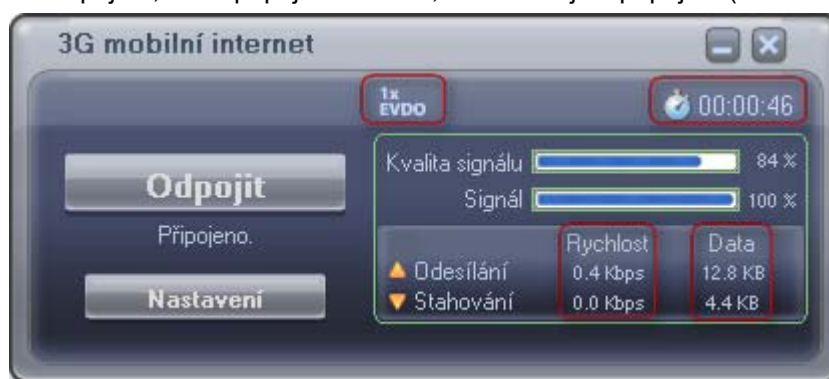 3G mobilní internet
1x
EVDO
00:00:46
Odpojit
Připojeno.
Nastavení
Kvalita signálu 84 %
Signál 100 %
Rychlost Data
Odesílání 0.4 Kbps 12.8 KB
Stahování 0.0 Kbps 4.4 KB